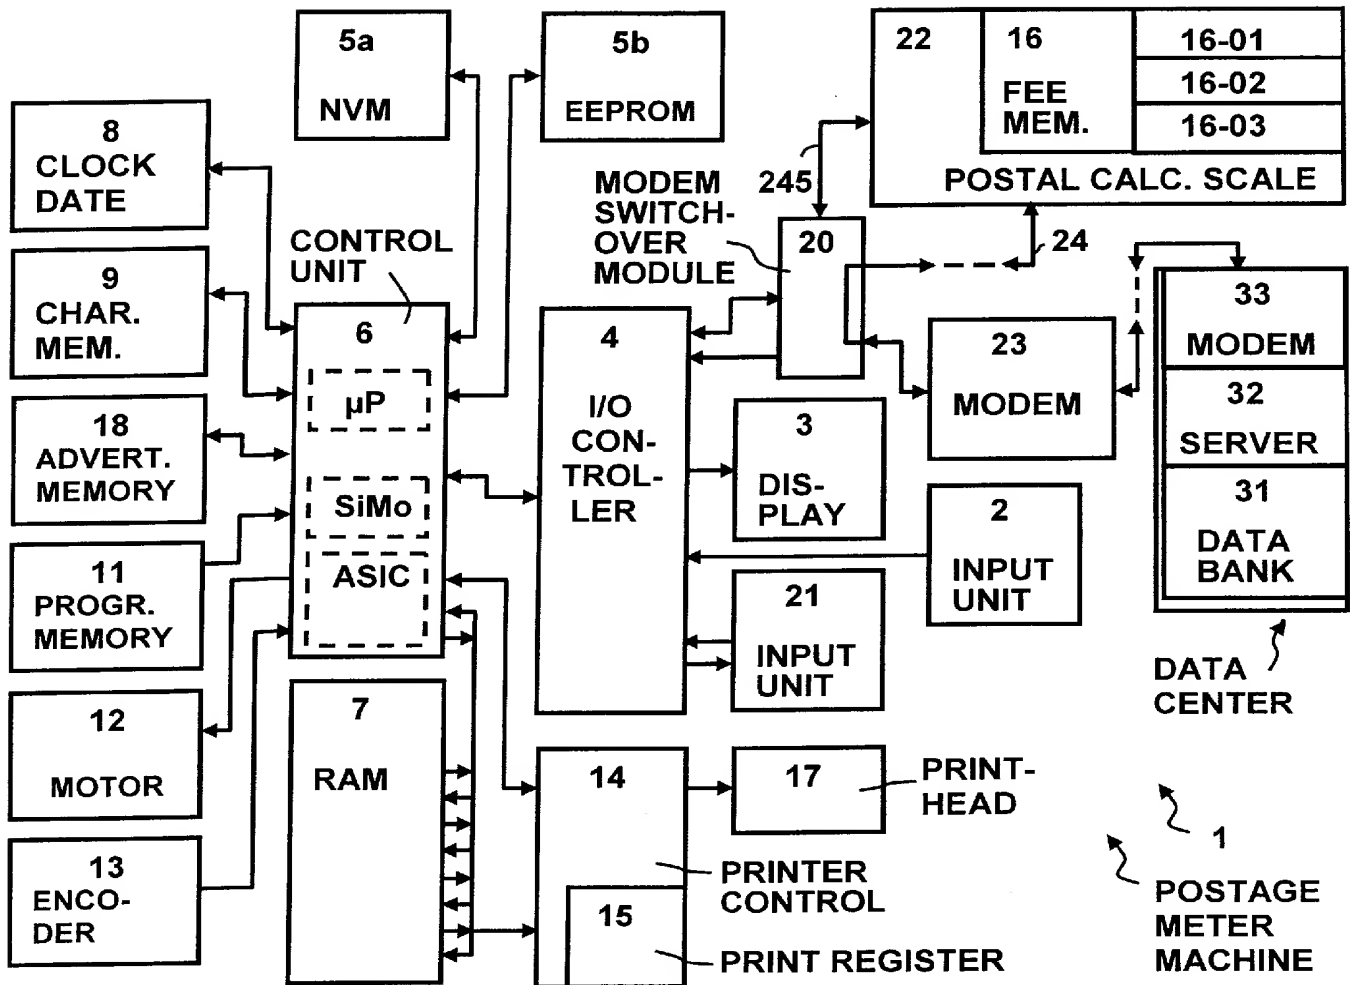 5a
NVM
5b
EEPROM
22
16
FEE
MEM.
16-01
16-02
16-03
POSTAL CALC. SCALE
8
CLOCK
DATE
245
MODEM
SWITCH-
OVER
MODULE
20
24
9
CHAR.
MEM.
CONTROL
UNIT
6
µP
SiMo
ASIC
4
I/O
CON-
TROL-
LER
23
MODEM
33
MODEM
32
SERVER
31
DATA
BANK
DATA
CENTER
18
ADVERT.
MEMORY
3
DIS-
PLAY
2
INPUT
UNIT
11
PROGR.
MEMORY
21
INPUT
UNIT
12
MOTOR
7
RAM
14
17
PRINT-
HEAD
13
ENCO-
DER
PRINTER
CONTROL
15
PRINT REGISTER
1
POSTAGE
METER
MACHINE